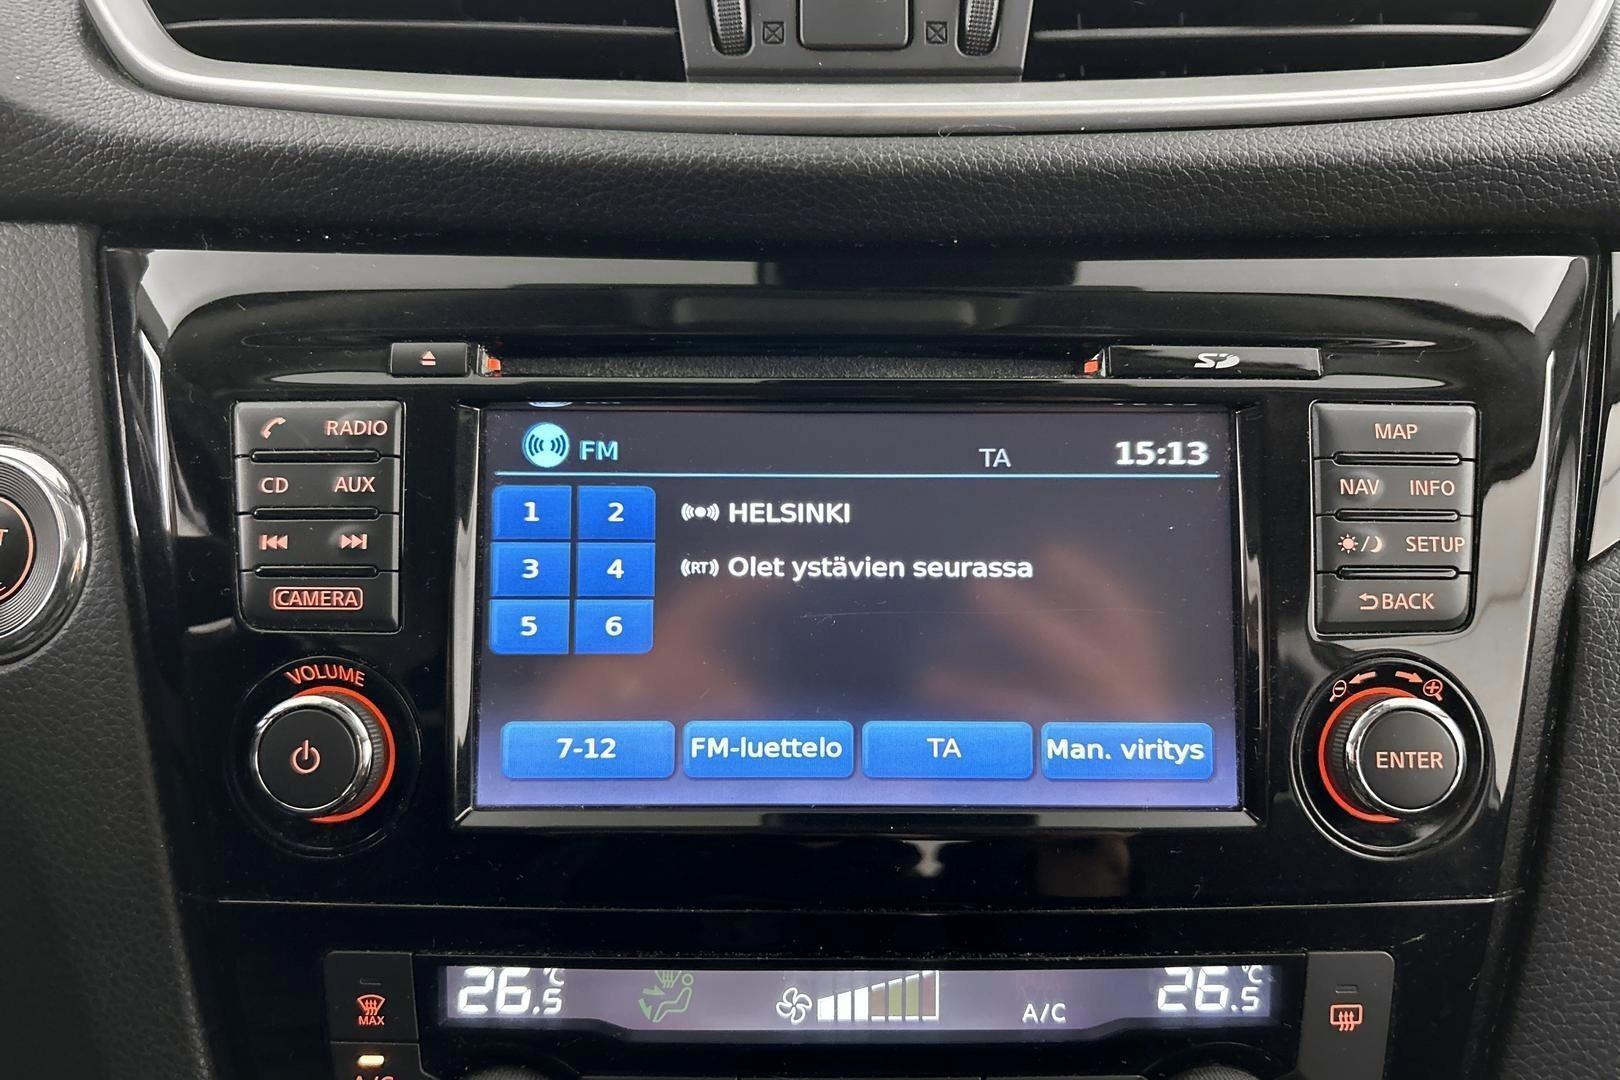 SD
RADIO
CD AUX
CAMERA
VOLUME
FM TA 15:13
1 2
3 4
5 6
HELSINKI
RT
Olet ystävien seurassa
7-12 FM-luettelo TA Man. viritys
MAP
NAV INFO
SETUP
BACK
ENTER
MAX
26.5 °C
A/C
26.5 °C
A/C